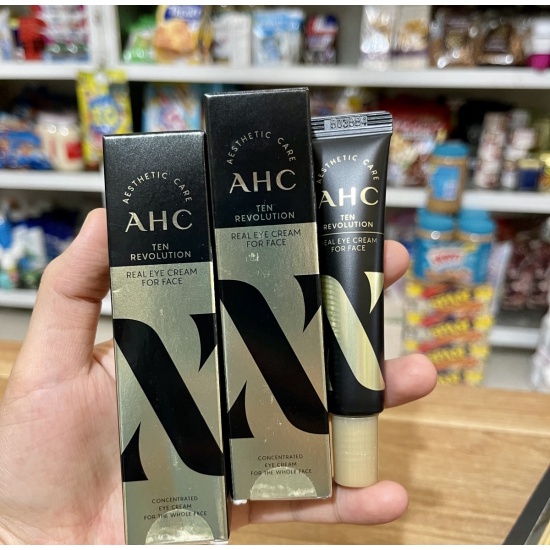 AESTHETIC CARE
AHC
TEN
REVOLUTION
REAL EYE CREAM
FOR FACE
CONCENTRATED
EYE CREAM
FOR THE WHOLE FACE
AESTHETIC CARE
AHC
TEN
REVOLUTION
REAL EYE CREAM
FOR FACE
CONCENTRATED
EYE CREAM
FOR THE WHOLE FACE
AESTHETIC CARE
AHC
TEN
REVOLUTION
REAL EYE CREAM
FOR FACE